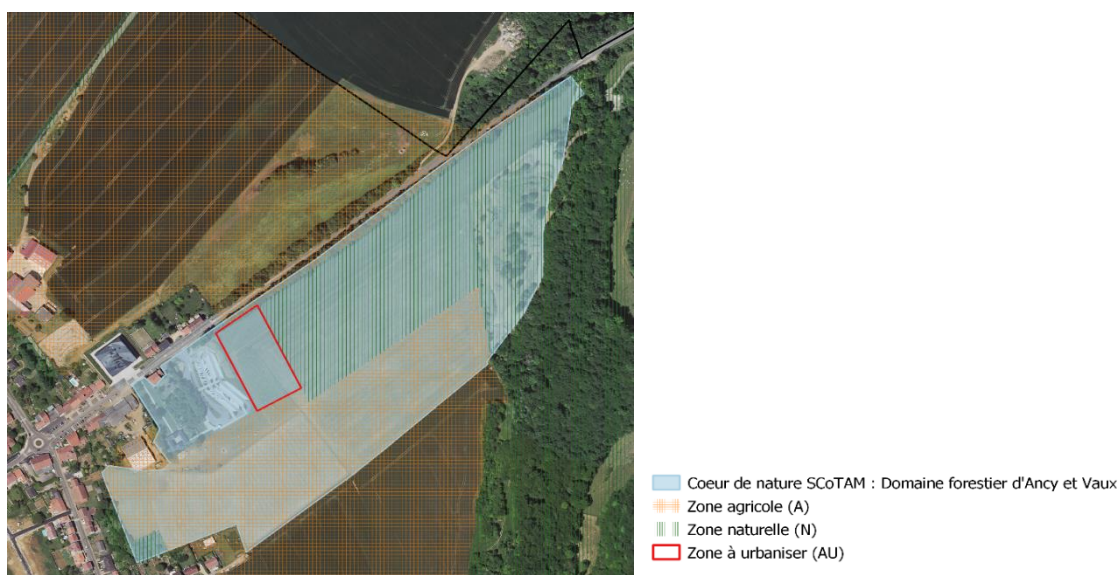 Coeur de nature SCoTAM : Domaine forestier d'Ancy et Vaux
Zone agricole (A)
Zone naturelle (N)
Zone à urbaniser (AU)